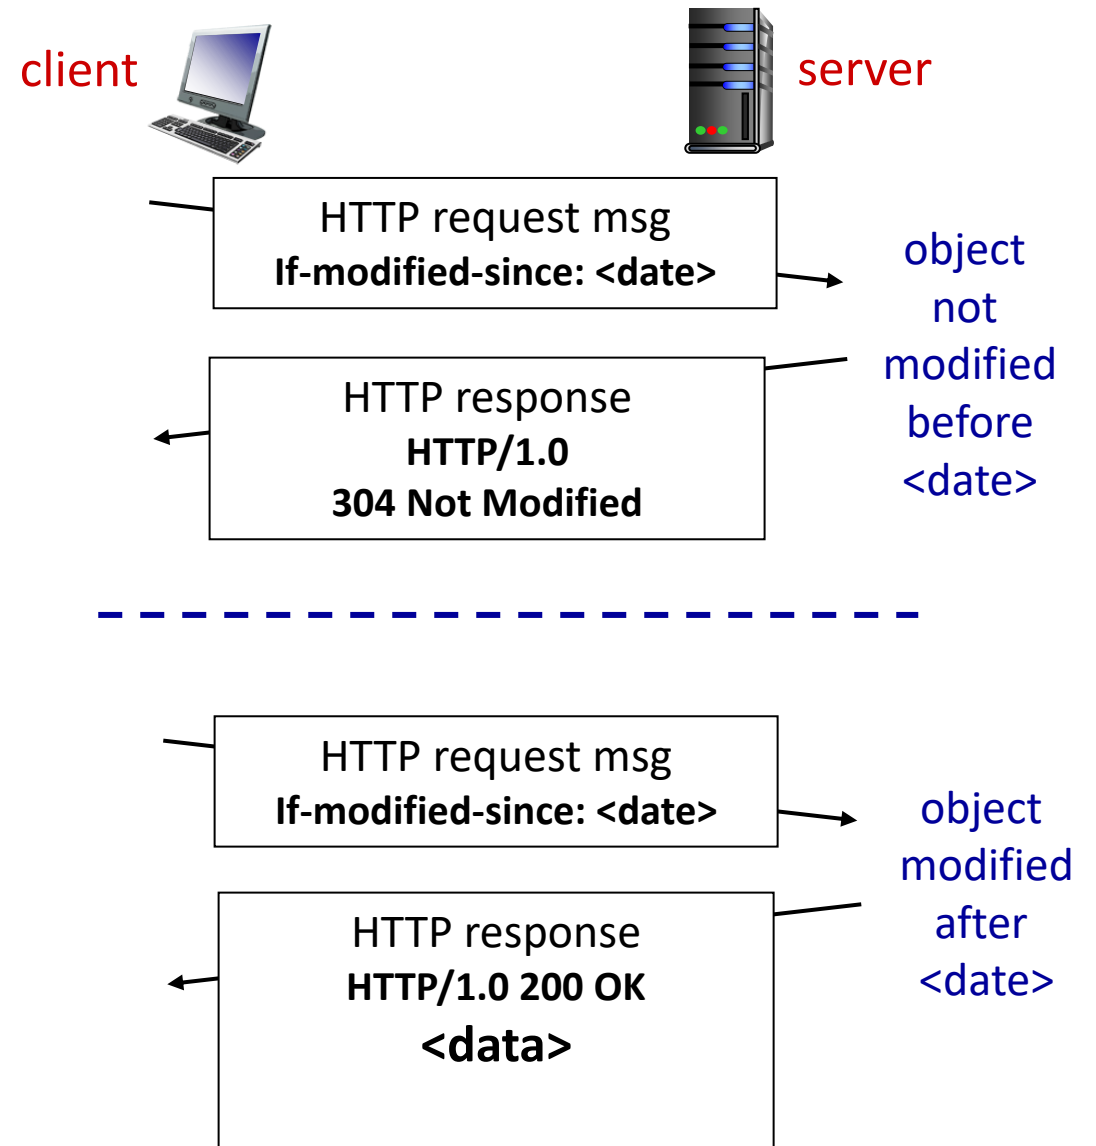 client
server
HTTP request msg
If-modified-since: <date>
object
not
modified
before
<date>
HTTP response
HTTP/1.0
304 Not Modified
HTTP request msg
If-modified-since: <date>
object
modified
after
<date>
HTTP response
HTTP/1.0 200 OK
<data>